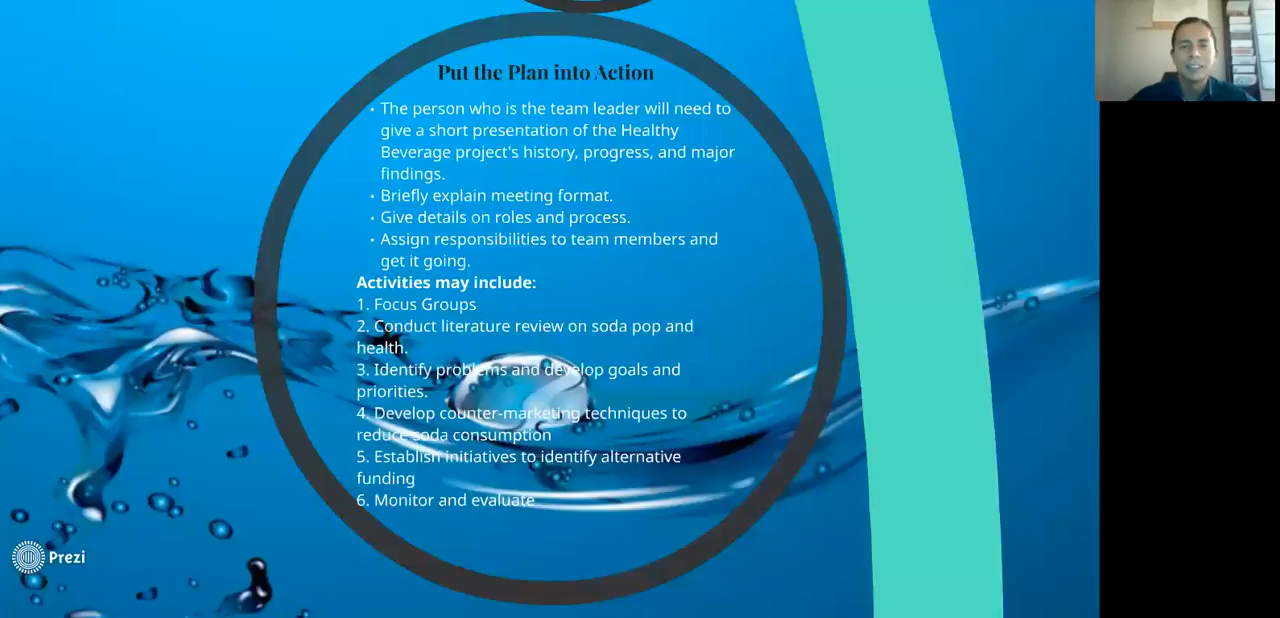 Put the Plan into Action
• The person who is the team leader will need to
give a short presentation of the Healthy
Beverage project's history, progress, and major
findings.
• Briefly explain meeting format.
• Give details on roles and process.
• Assign responsibilities to team members and
get it going.
Activities may include:
1. Focus Groups
2. Conduct literature review on soda pop and
health.
3. Identify problems and develop goals and
priorities.
4. Develop counter-marketing techniques to
reduce soda consumption
5. Establish initiatives to identify alternative
funding
6. Monitor and evaluate
Prezi